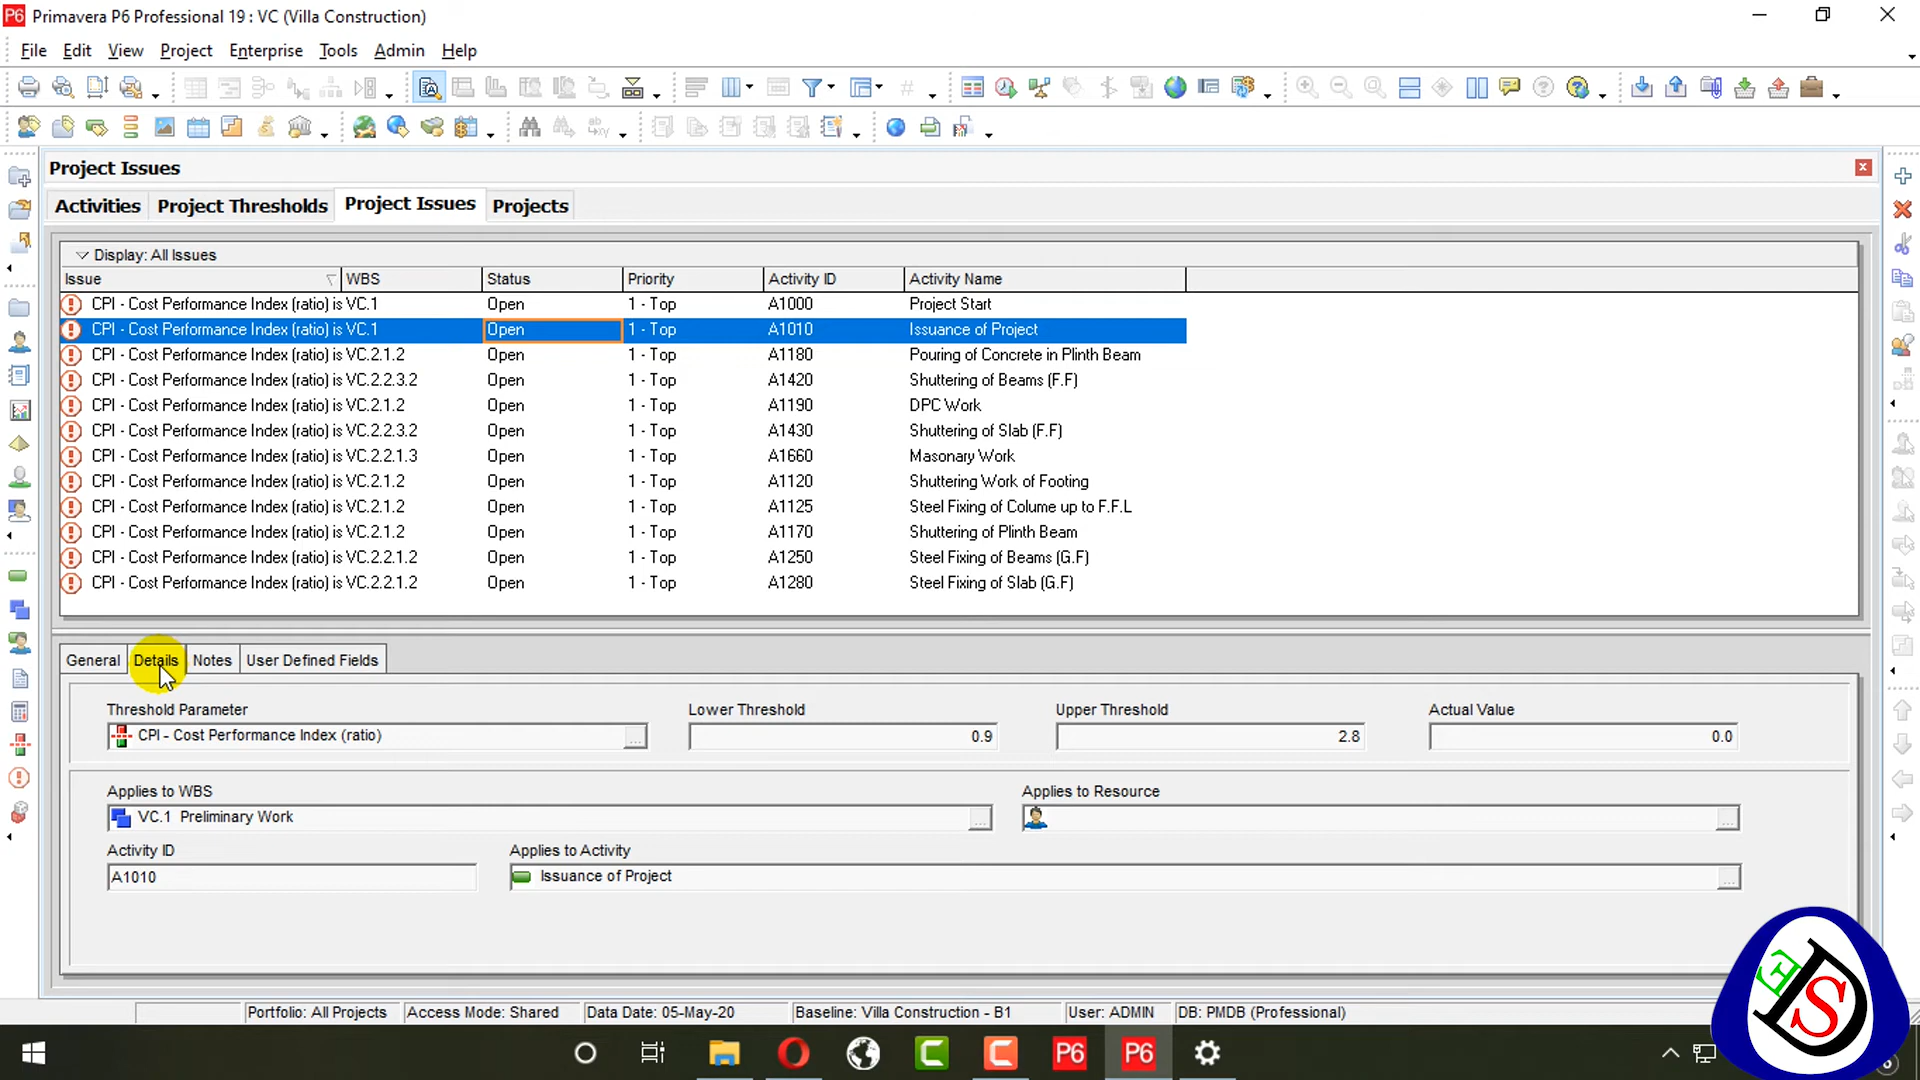 Primavera P6 Professional 19 : VC (Villa Construction)
File Edit View Project Enterprise Tools Admin Help
Project Issues
Activities Project Thresholds Project Issues Projects
Display: All Issues
Issue WBS Status Priority Activity ID Activity Name
CPI - Cost Performance Index (ratio) is VC.1 Open 1 - Top A1000 Project Start
CPI - Cost Performance Index (ratio) is VC.1 Open 1 - Top A1010 Issuance of Project
CPI - Cost Performance Index (ratio) is VC.2.1.2 Open 1 - Top A1180 Pouring of Concrete in Plinth Beam
CPI - Cost Performance Index (ratio) is VC.2.2.3.2 Open 1 - Top A1420 Shuttering of Beams (F.F)
CPI - Cost Performance Index (ratio) is VC.2.1.2 Open 1 - Top A1190 DPC Work
CPI - Cost Performance Index (ratio) is VC.2.2.3.2 Open 1 - Top A1430 Shuttering of Slab (F.F)
CPI - Cost Performance Index (ratio) is VC.2.2.1.3 Open 1 - Top A1660 Masonary Work
CPI - Cost Performance Index (ratio) is VC.2.1.2 Open 1 - Top A1120 Shuttering Work of Footing
CPI - Cost Performance Index (ratio) is VC.2.1.2 Open 1 - Top A1125 Steel Fixing of Colume up to F.F.L
CPI - Cost Performance Index (ratio) is VC.2.1.2 Open 1 - Top A1170 Shuttering of Plinth Beam
CPI - Cost Performance Index (ratio) is VC.2.2.1.2 Open 1 - Top A1250 Steel Fixing of Beams (G.F)
CPI - Cost Performance Index (ratio) is VC.2.2.1.2 Open 1 - Top A1280 Steel Fixing of Slab (G.F)
General Details Notes User Defined Fields
Threshold Parameter Lower Threshold Upper Threshold Actual Value
CPI - Cost Performance Index (ratio) ... 0.9 2.8 0.0
Applies to WBS Applies to Resource
VC.1 Preliminary Work ... ...
Activity ID Applies to Activity
A1010 Issuance of Project ...
Portfolio: All Projects Access Mode: Shared Data Date: 05-May-20 Baseline: Villa Construction - B1 User: ADMIN DB: PMDB (Professional)
P6 P6
E D S